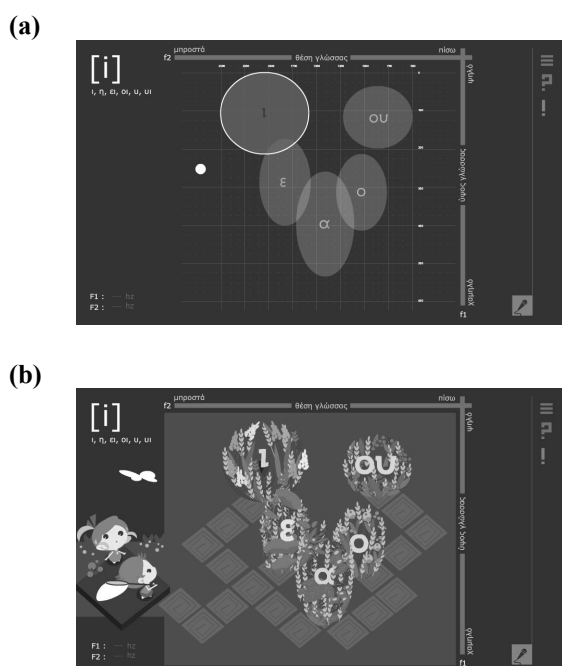 (a)
μπροστά
πίσω
f2
θέση γλώσσας
[i]
ι, η, ει, οι, υ, υι
ψηλό
ι
ου
ε
ο
α
ύψος γλώσσας
χαμηλό
F1 : --- hz
F2 : --- hz
f1
(b)
μπροστά
πίσω
f2
θέση γλώσσας
[i]
ι, η, ει, οι, υ, υι
ψηλό
ι
ου
ε
ο
α
ύψος γλώσσας
χαμηλό
F1 : --- hz
F2 : --- hz
f1